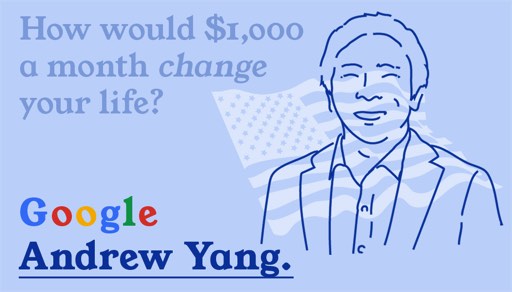 How would $1,000
a month change
your life?
Google
Andrew Yang.